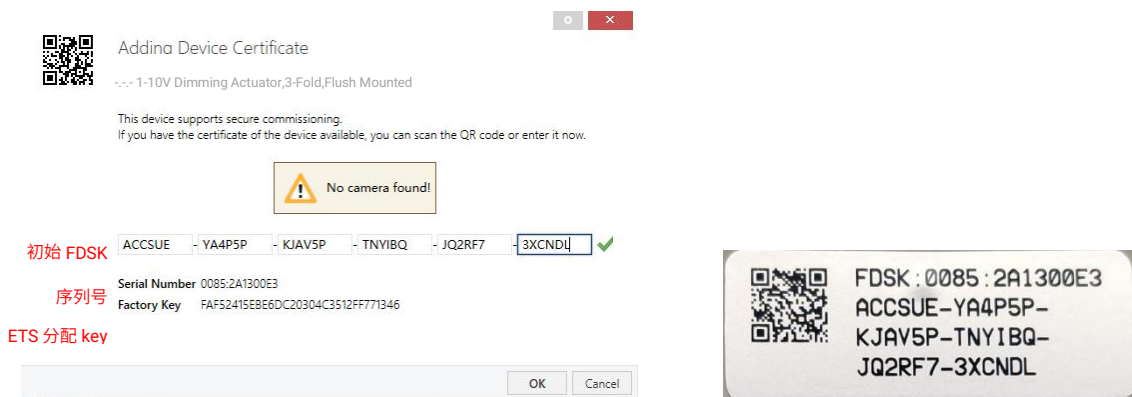 Adding Device Certificate
-.-.- 1-10V Dimming Actuator,3-Fold,Flush Mounted
This device supports secure commissioning.
If you have the certificate of the device available, you can scan the QR code or enter it now.
No camera found!
初始 FDSK ACCSUE - YA4P5P - KJAV5P - TNYIBQ - JQ2RF7 - 3XCNDL
Serial Number 0085:2A1300E3
序列号
Factory Key FAF52415EBE6DC20304C3512FF771346
ETS 分配 key
OK Cancel
FDSK:0085:2A1300E3
ACCSUE-YA4P5P-
KJAV5P-TNYIBQ-
JQ2RF7-3XCNDL